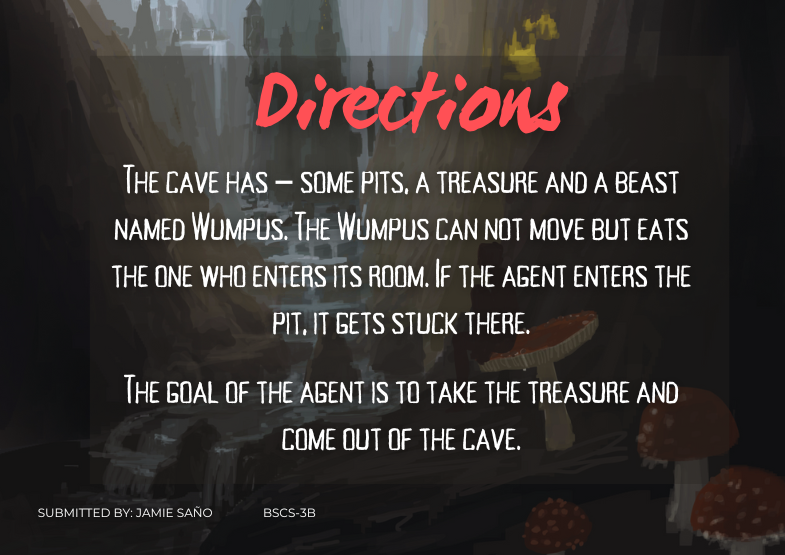 Directions
The cave has – some pits, a treasure and a beast
named Wumpus. The Wumpus can not move but eats
the one who enters its room. If the agent enters the
pit, it gets stuck there.
The goal of the agent is to take the treasure and
come out of the cave.
SUBMITTED BY: JAMIE SAÑO BSCS-3B